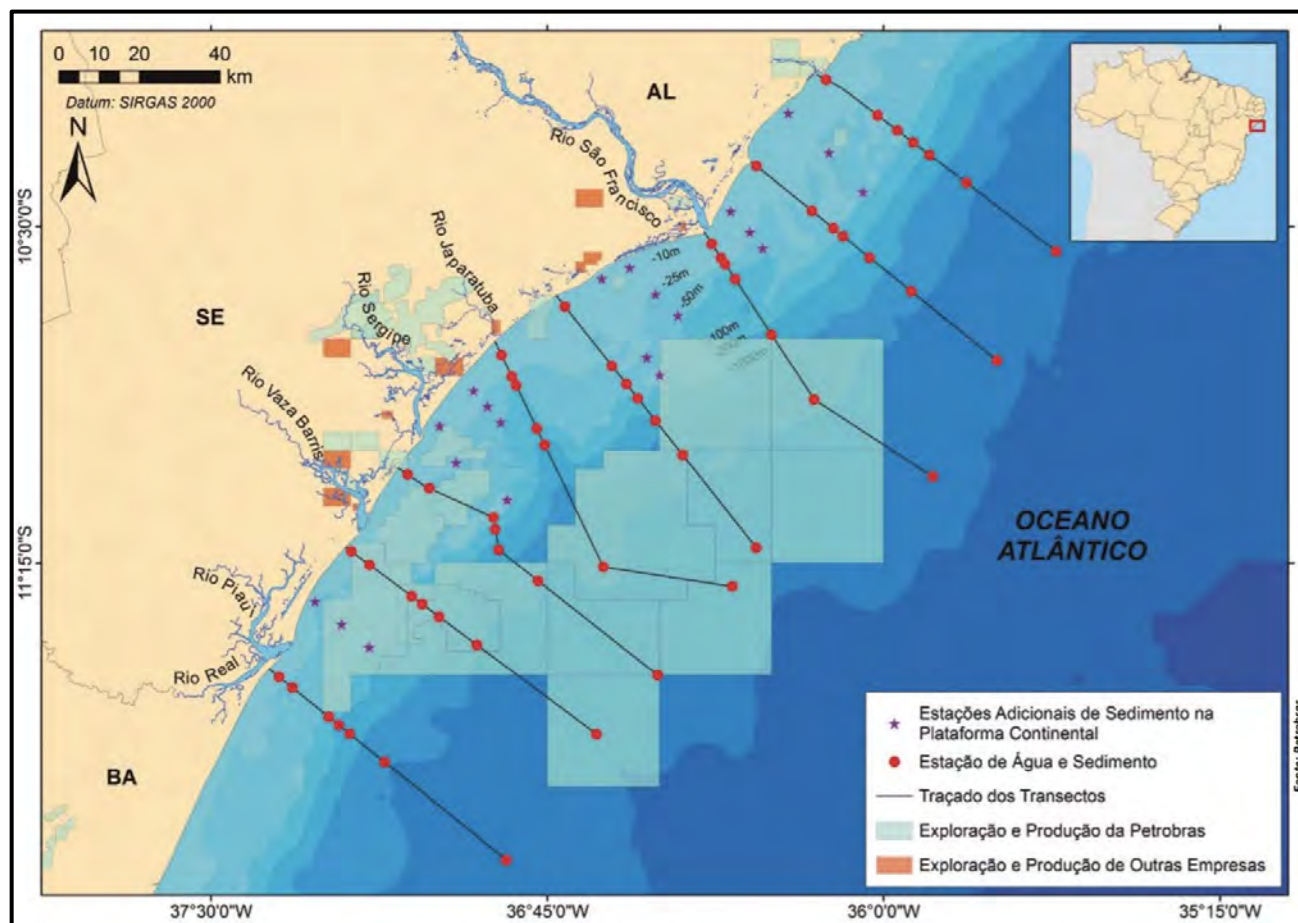 0 10 20 40
km
Datum: SIRGAS 2000
N
AL
Rio São Francisco
Rio Japaratuba
Rio Sergipe
Rio Vaza Barris
Rio Piauí
Rio Real
SE
BA
-10m
-25m
-50m
-100m
OCEANO
ATLÂNTICO
10°30'0"S
11°15'0"S
37°30'0"W
36°45'0"W
36°0'0"W
35°15'0"W
Estações Adicionais de Sedimento na
Plataforma Continental
Estação de Água e Sedimento
Traçado dos Transectos
Exploração e Produção da Petrobras
Exploração e Produção de Outras Empresas
Fonte: Petrobras